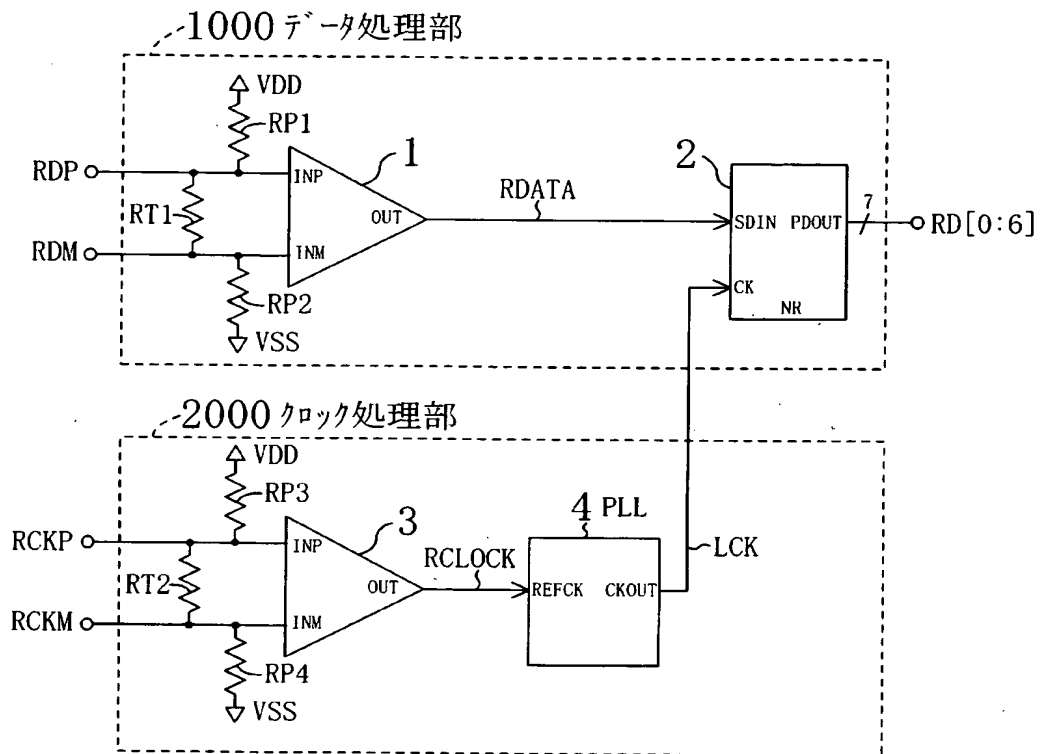 1000 データ処理部
VDD
RP1
RDP
INP
1
OUT
RDATA
2
SDIN
PDOUT
7
RD[0:6]
RT1
RDM
INM
CK
NR
RP2
VSS
2000 クロック処理部
VDD
RP3
RCKP
INP
3
OUT
RCLOCK
4 PLL
REFCK
CKOUT
LCK
RT2
RCKM
INM
RP4
VSS